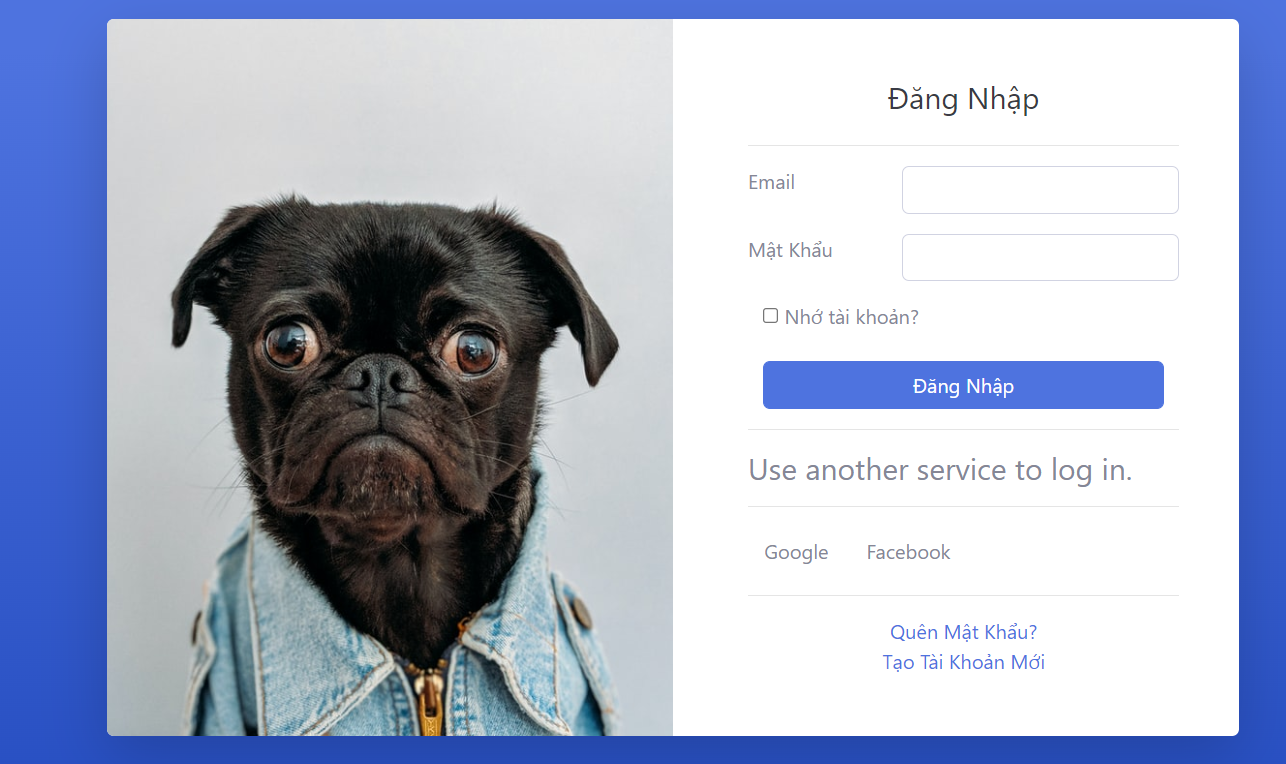 Đăng Nhập
Email
Mật Khẩu
Nhớ tài khoản?
Đăng Nhập
Use another service to log in.
Google Facebook
Quên Mật Khẩu?
Tạo Tài Khoản Mới